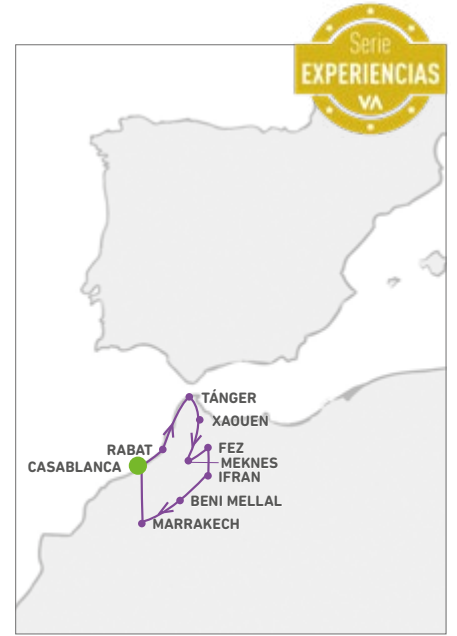 Serie
EXPERIENCIAS
VA
TÁNGER
XAOUEN
RABAT
FEZ
CASABLANCA
MEKNES
IFRAN
BENI MELLAL
MARRAKECH